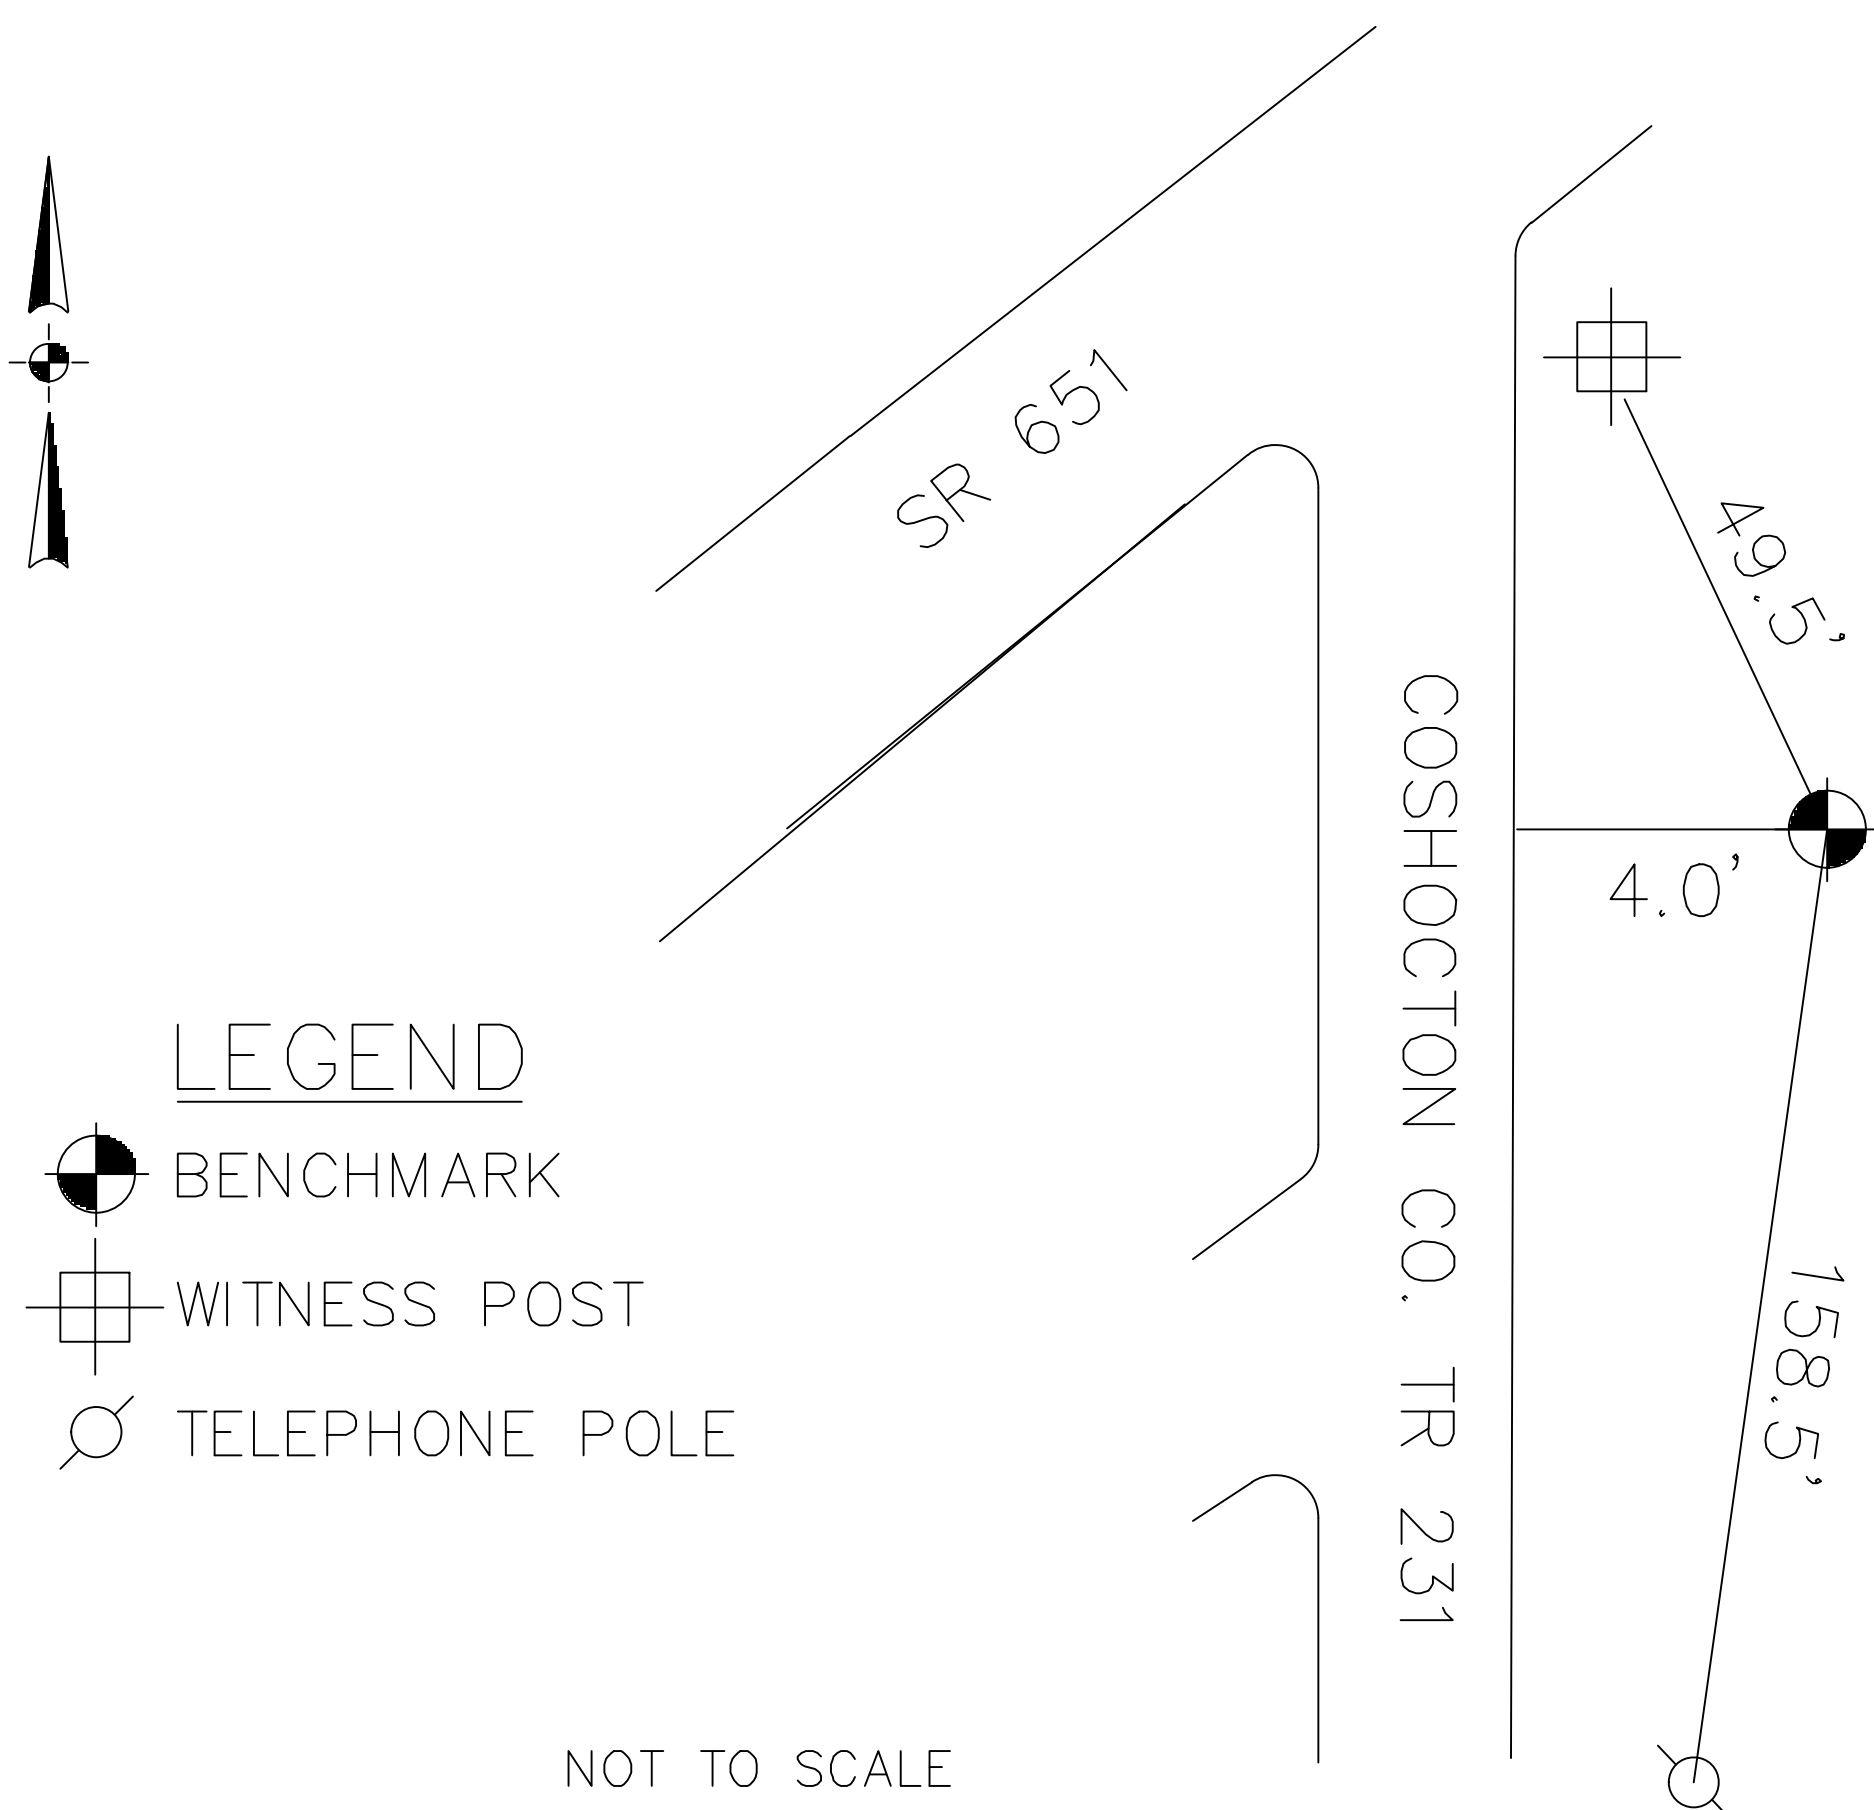 SR 651
49.5'
COSHOCTON CO. TR 231
4.0'
LEGEND
BENCHMARK
WITNESS POST
TELEPHONE POLE
158.5'
NOT TO SCALE